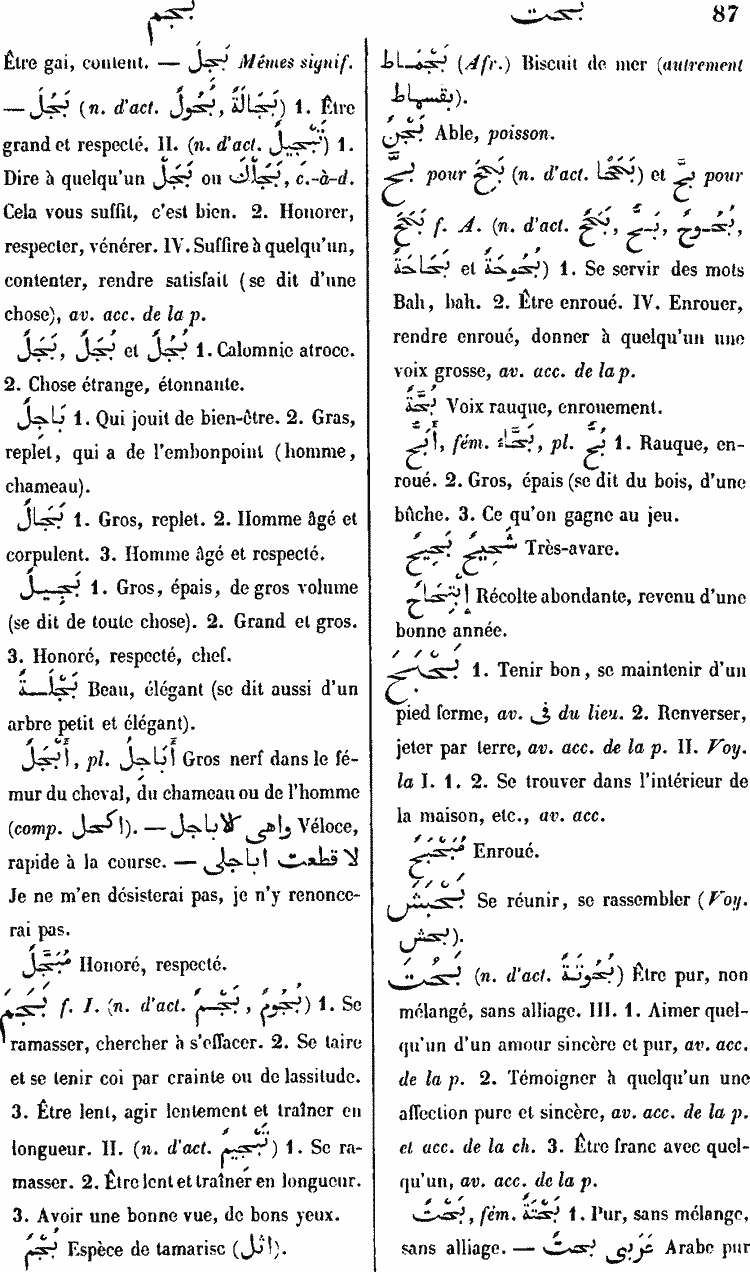 بجم
بحت
87
Être gai, content. — بَجِلَ Mêmes signif.
— بَجُلَ (n. d'act. بَجَالَةٌ, بُجُولٌ) 1. Être
grand et respecté. II. (n. d'act. تَبْجِيلٌ) 1.
Dire à quelqu'un بَجَلْ ou بَجَلْكَ, c.-à-d.
Cela vous suffit, c'est bien. 2. Honorer,
respecter, vénérer. IV. Suffire à quelqu'un,
contenter, rendre satisfait (se dit d'une
chose), av. acc. de la p.
بَجَلٌ, بُجَلٌ et بُجْلٌ 1. Calomnie atroce.
2. Chose étrange, étonnante.
بَاجِلٌ 1. Qui jouit de bien-être. 2. Gras,
replet, qui a de l'embonpoint (homme,
chameau).
بَجَالٌ 1. Gros, replet. 2. Homme âgé et
corpulent. 3. Homme âgé et respecté.
بَجِيلٌ 1. Gros, épais, de gros volume
(se dit de toute chose). 2. Grand et gros.
3. Honoré, respecté, chef.
بَجْلَةٌ Beau, élégant (se dit aussi d'un
arbre petit et élégant).
أَبْجَلٌ, pl. أَبَاجِلُ Gros nerf dans le fé-
mur du cheval, du chameau ou de l'homme
(comp. اكحل). — واهى الاباجل Véloce,
rapide à la course. — لا قطعت اباجلى
Je ne m'en désisterai pas, je n'y renonce-
rai pas.
مُبَجَّلٌ Honoré, respecté.
بَجَمَ f. I. (n. d'act. بَجْمٌ, بُجُومٌ) 1. Se
ramasser, chercher à s'effacer. 2. Se taire
et se tenir coi par crainte ou de lassitude.
3. Être lent, agir lentement et traîner en
longueur. II. (n. d'act. تَبْجِيمٌ) 1. Se ra-
masser. 2. Être lent et traîner en longueur.
3. Avoir une bonne vue, de bons yeux.
بُجْمٌ Espèce de tamarisc (اثل).
بَجْمَاط (Afr.) Biscuit de mer (autrement
بقسماط).
بَجَنٌ Able, poisson.
بَحَّ pour بَحِحَ (n. d'act. بَحَحًا) et بَحَّ pour
بَحَحَ f. A. (n. d'act. بَحَحٌ, بَحٌّ, بُحُوحٌ,
بَحَاحَةٌ et بُحُوحَةٌ) 1. Se servir des mots
Bah, bah. 2. Être enroué. IV. Enrouer,
rendre enroué, donner à quelqu'un une
voix grosse, av. acc. de la p.
بُحَّةٌ Voix rauque, enrouement.
أَبَحُّ, fém. بَحَّاءُ, pl. بُحٌّ 1. Rauque, en-
roué. 2. Gros, épais (se dit du bois, d'une
bûche. 3. Ce qu'on gagne au jeu.
شَحِيحٌ بَحِيحٌ Très-avare.
إِبْتِحَاحٌ Récolte abondante, revenu d'une
bonne année.
بَحْبَحَ 1. Tenir bon, se maintenir d'un
pied ferme, av. فى du lieu. 2. Renverser,
jeter par terre, av. acc. de la p. II. Voy.
la I. 1. 2. Se trouver dans l'intérieur de
la maison, etc., av. acc.
مُبَحْبَحٌ Enroué.
بَحْبَشَ Se réunir, se rassembler (Voy.
بحش).
بَحُتَ (n. d'act. بُحُوتَةٌ) Être pur, non
mélangé, sans alliage. III. 1. Aimer quel-
qu'un d'un amour sincère et pur, av. acc.
de la p. 2. Témoigner à quelqu'un une
affection pure et sincère, av. acc. de la p.
et acc. de la ch. 3. Être franc avec quel-
qu'un, av. acc. de la p.
بَحْتٌ, fém. بَحْتَةٌ 1. Pur, sans mélange,
sans alliage. — عَرَبِى بحتٌ Arabe pur